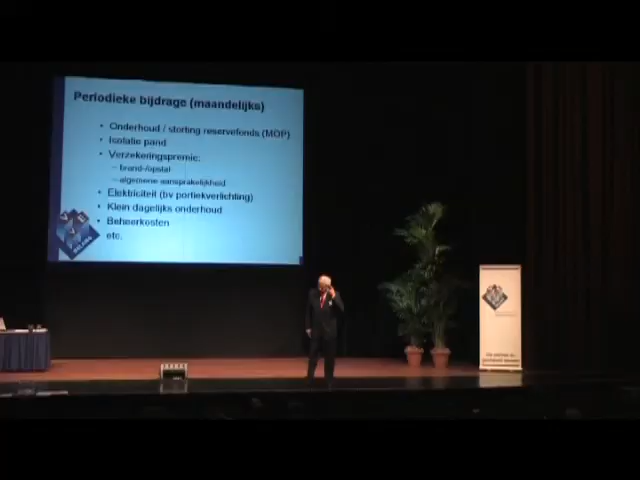 Periodieke bijdrage (maandelijks)
• Onderhoud / storting reservefonds (MOP)
• Isolatie pand
• Verzekeringspremie:
– brand-/opstal
– algemene aansprakelijkheid
• Elektriciteit (bv portiekverlichting)
• Klein dagelijks onderhoud
• Beheerkosten
etc.